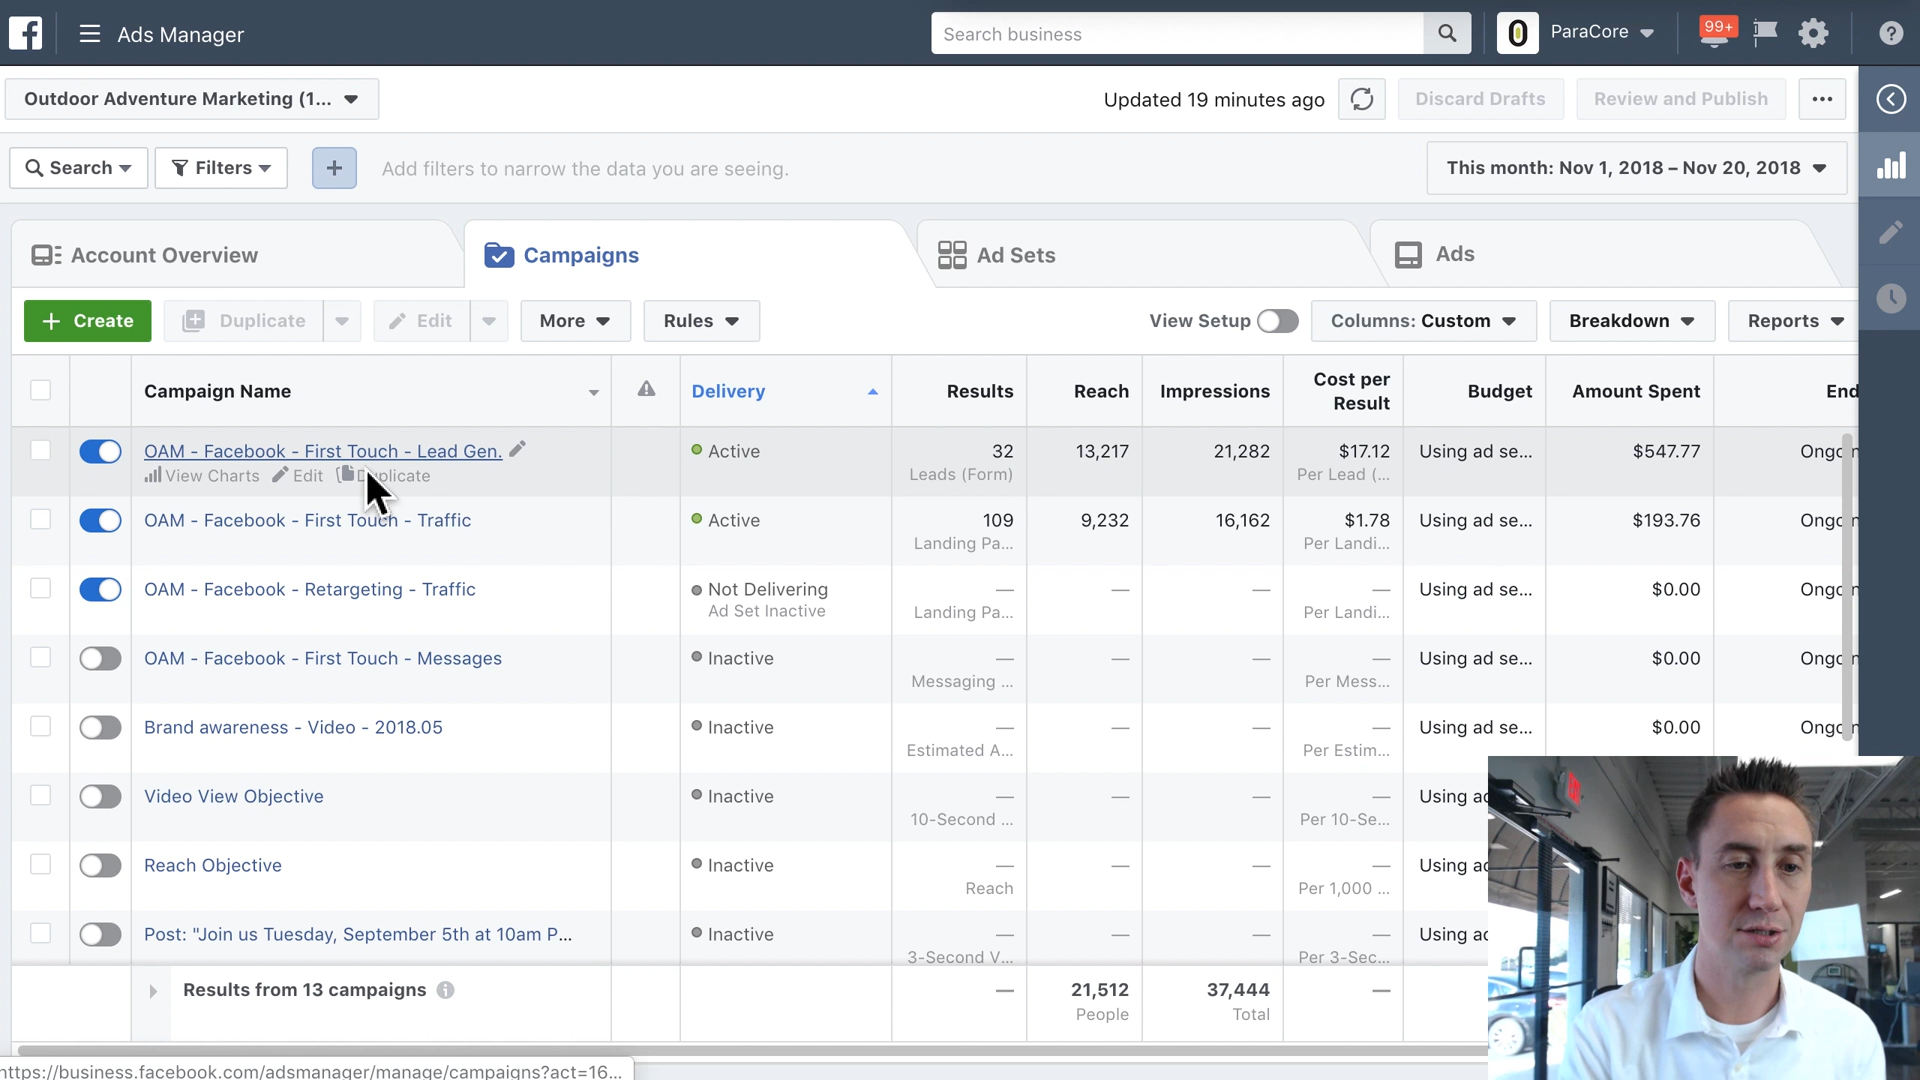 Ads Manager
Search business
ParaCore
99+
Outdoor Adventure Marketing (1...
Updated 19 minutes ago
Discard Drafts
Review and Publish
Search
Filters
+
Add filters to narrow the data you are seeing.
This month: Nov 1, 2018 – Nov 20, 2018
Account Overview
Campaigns
Ad Sets
Ads
+ Create
Duplicate
Edit
More
Rules
View Setup
Columns: Custom
Breakdown
Reports
Campaign Name
Delivery
Results
Reach
Impressions
Cost per
Result
Budget
Amount Spent
End
OAM - Facebook - First Touch - Lead Gen.
Active
32
13,217
21,282
$17.12
Using ad se...
$547.77
View Charts
Edit
Leads (Form)
Per Lead (...
OAM - Facebook - First Touch - Traffic
Active
109
9,232
16,162
$1.78
Using ad se...
$193.76
Landing Pa...
Per Landi...
OAM - Facebook - Retargeting - Traffic
Not Delivering
—
—
—
—
Using ad se...
$0.00
Ad Set Inactive
Landing Pa...
Per Landi...
OAM - Facebook - First Touch - Messages
Inactive
—
—
—
—
Using ad se...
$0.00
Messaging ...
Per Mess...
Brand awareness - Video - 2018.05
Inactive
—
—
—
—
Using ad se...
$0.00
Estimated A...
Per Estim...
Video View Objective
Inactive
—
—
—
—
Using ad
10-Second ...
Per 10-Se...
Reach Objective
Inactive
—
—
—
—
Using ad
Reach
Per 1,000 ...
Post: "Join us Tuesday, September 5th at 10am P...
Inactive
—
—
—
—
Using ad
3-Second V...
Per 3-Sec...
Results from 13 campaigns
—
21,512
37,444
—
People
Total
https://business.facebook.com/adsmanager/manage/campaigns?act=16...